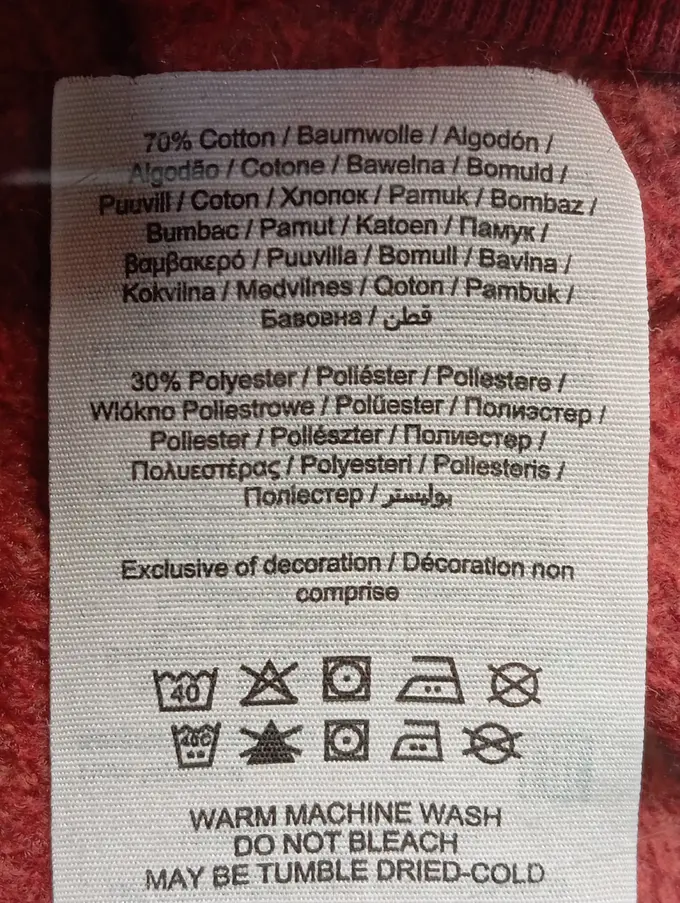 70% Cotton / Baumwolle / Algodón /
Algodão / Cotone / Bawełna / Bomuld /
Puuvill / Coton / Хлопок / Pamuk / Bombaz /
Bumbac / Pamut / Katoen / Памук /
βαμβακερό / Puuvilla / Bomull / Bavlna /
Kokvilna / Medvilnes / Qoton / Pambuk /
Бавовна / قطن
30% Polyester / Poliéster / Poliestere /
Wlókno Poliestrowe / Polüester / Полиэстер /
Poliester / Poliészter / Полиестер /
Πολυεστέρας / Polyesteri / Poliesteris /
Поліестер / بوليستر
Exclusive of decoration / Décoration non
comprise
40
40C
WARM MACHINE WASH
DO NOT BLEACH
MAY BE TUMBLE DRIED-COLD